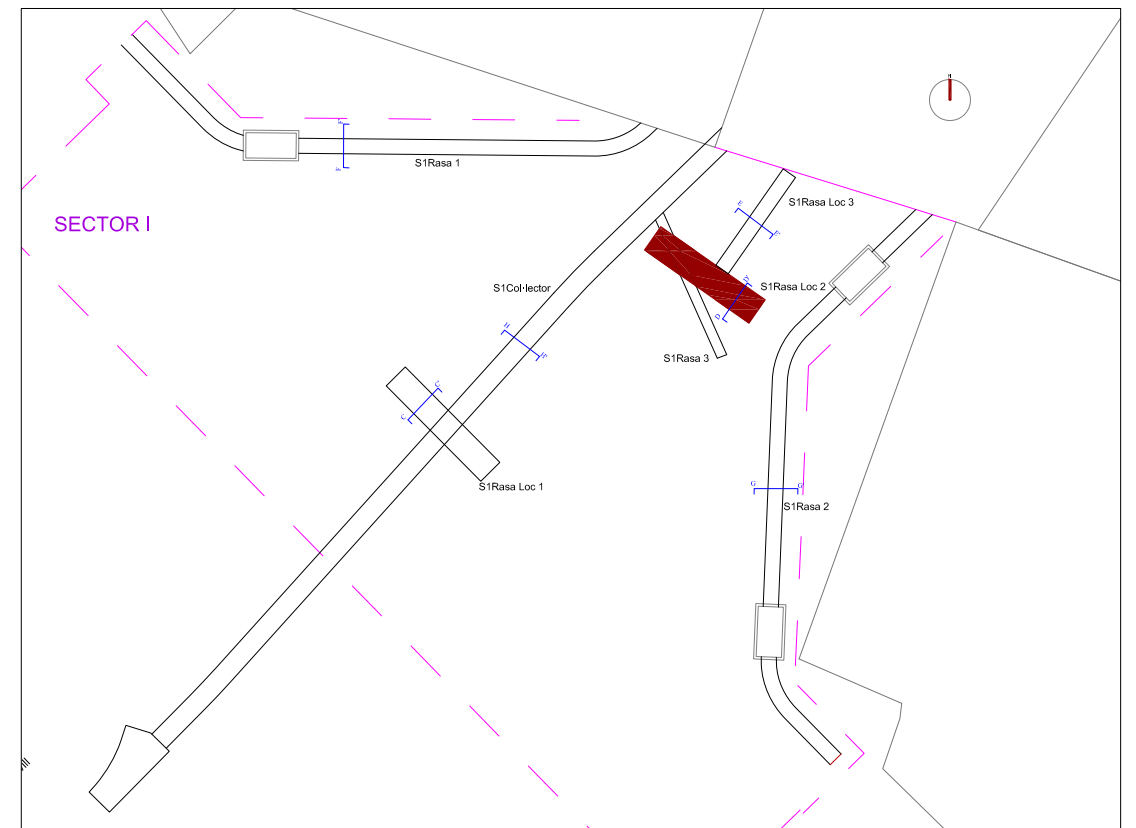 N
S1Rasa 1
SECTOR I
E
E'
S1Rasa Loc 3
S1Col·lector
D'
D
S1Rasa Loc 2
H
H'
S1Rasa 3
C'
C
S1Rasa Loc 1
G
G'
S1Rasa 2